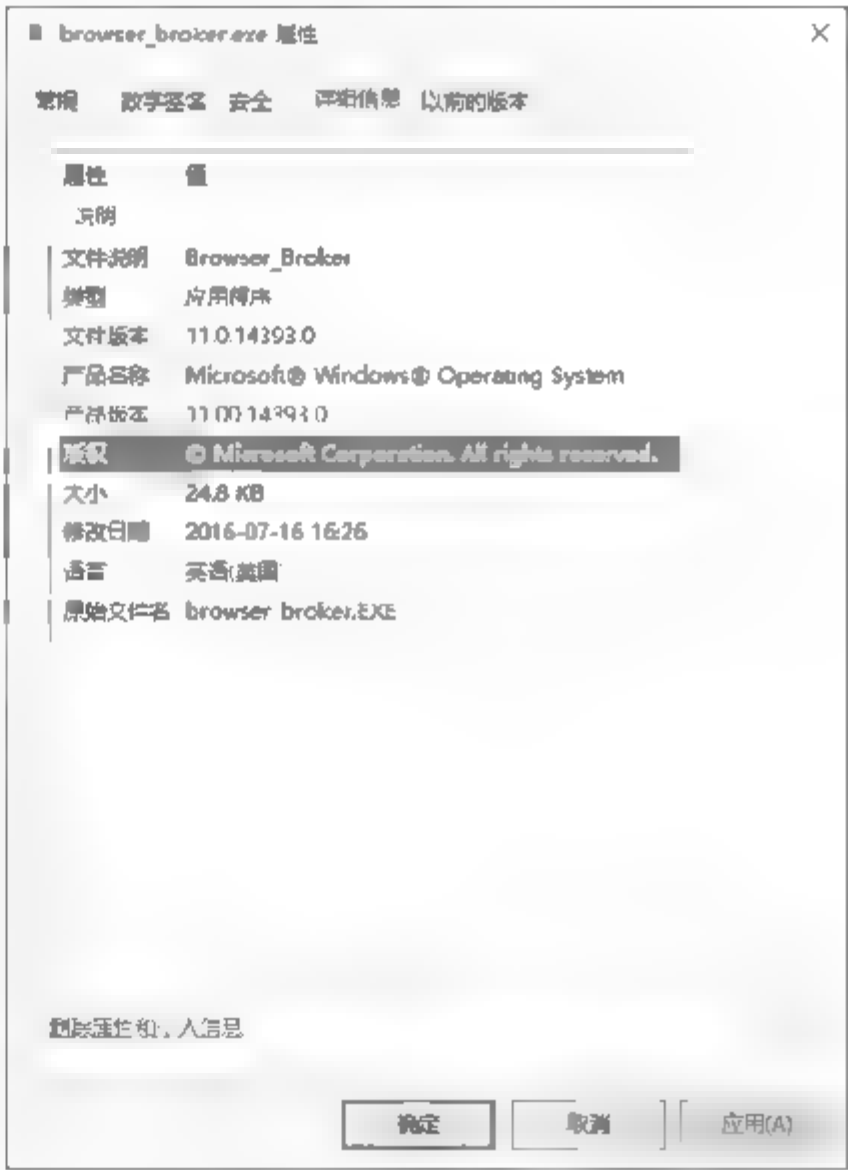 browser_broker.exe 属性
常规 数字签名 安全 详细信息 以前的版本
属性 值
说明
文件说明 Browser_Broker
类型 应用程序
文件版本 11.0.14393.0
产品名称 Microsoft® Windows® Operating System
产品版本 11.00.14393.0
版权 © Microsoft Corporation. All rights reserved.
大小 24.8 KB
修改日期 2016-07-16 16:26
语言 英语(美国)
原始文件名 browser_broker.EXE
删除属性和个人信息
确定 取消 应用(A)